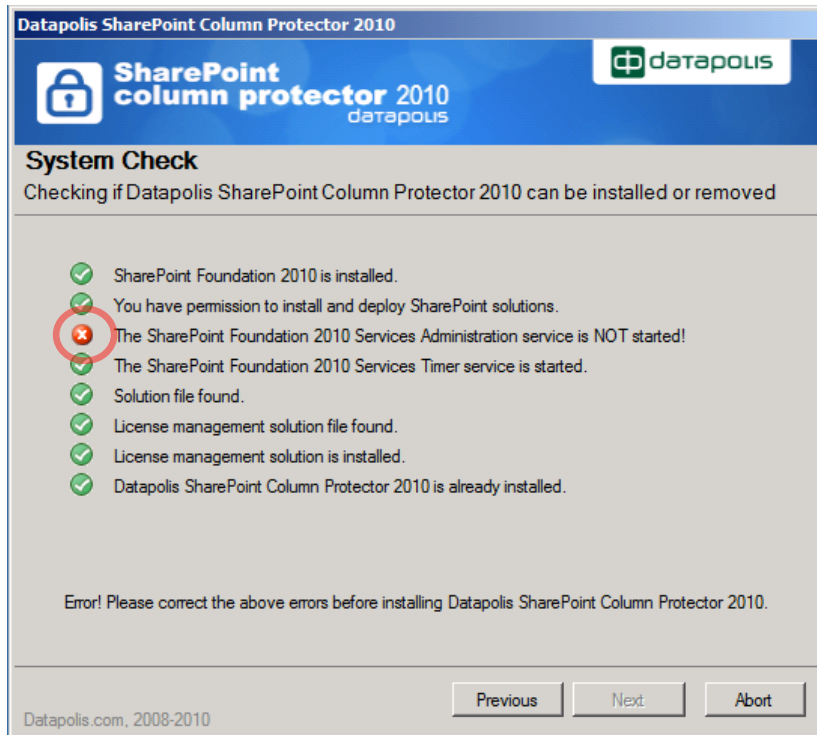 Datapolis SharePoint Column Protector 2010
SharePoint
column protector 2010
datapolis
datapolis
System Check
Checking if Datapolis SharePoint Column Protector 2010 can be installed or removed
SharePoint Foundation 2010 is installed.
You have permission to install and deploy SharePoint solutions.
The SharePoint Foundation 2010 Services Administration service is NOT started!
The SharePoint Foundation 2010 Services Timer service is started.
Solution file found.
License management solution file found.
License management solution is installed.
Datapolis SharePoint Column Protector 2010 is already installed.
Error! Please correct the above errors before installing Datapolis SharePoint Column Protector 2010.
Previous
Next
Abort
Datapolis.com, 2008-2010